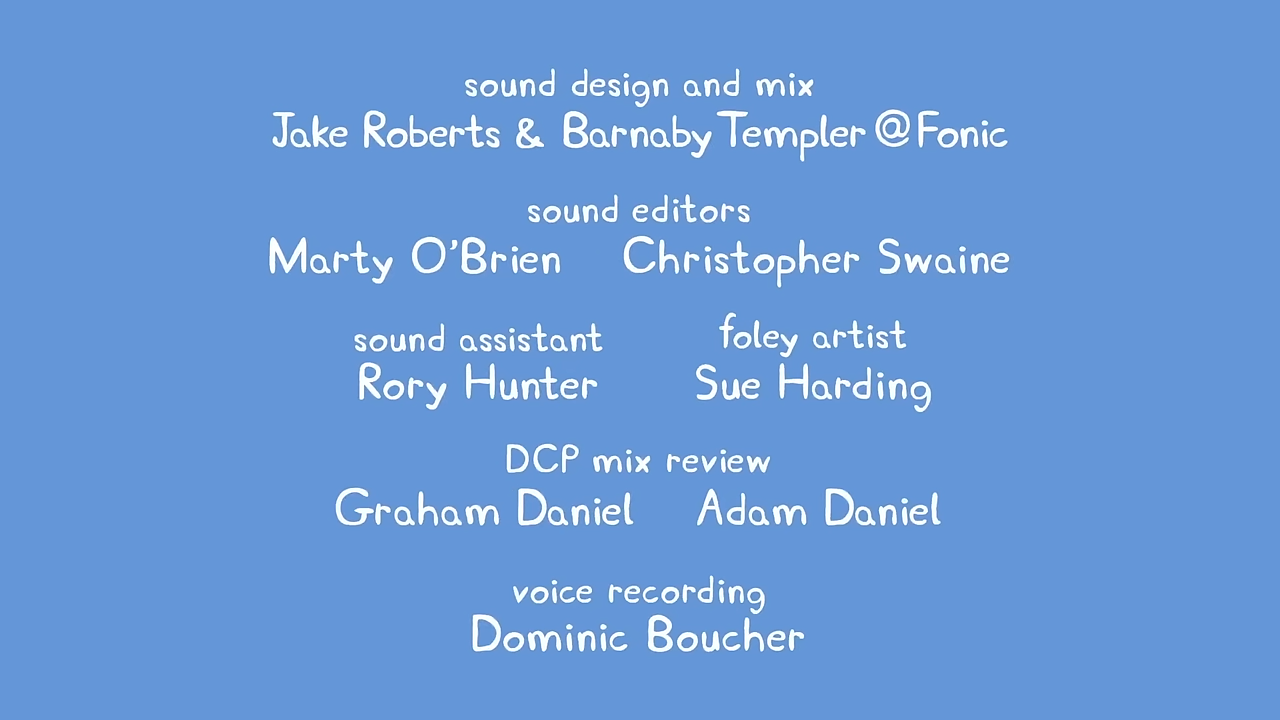 sound design and mix
Jake Roberts & Barnaby Templer @ Fonic
sound editors
Marty O'Brien Christopher Swaine
sound assistant foley artist
Rory Hunter Sue Harding
DCP mix review
Graham Daniel Adam Daniel
voice recording
Dominic Boucher